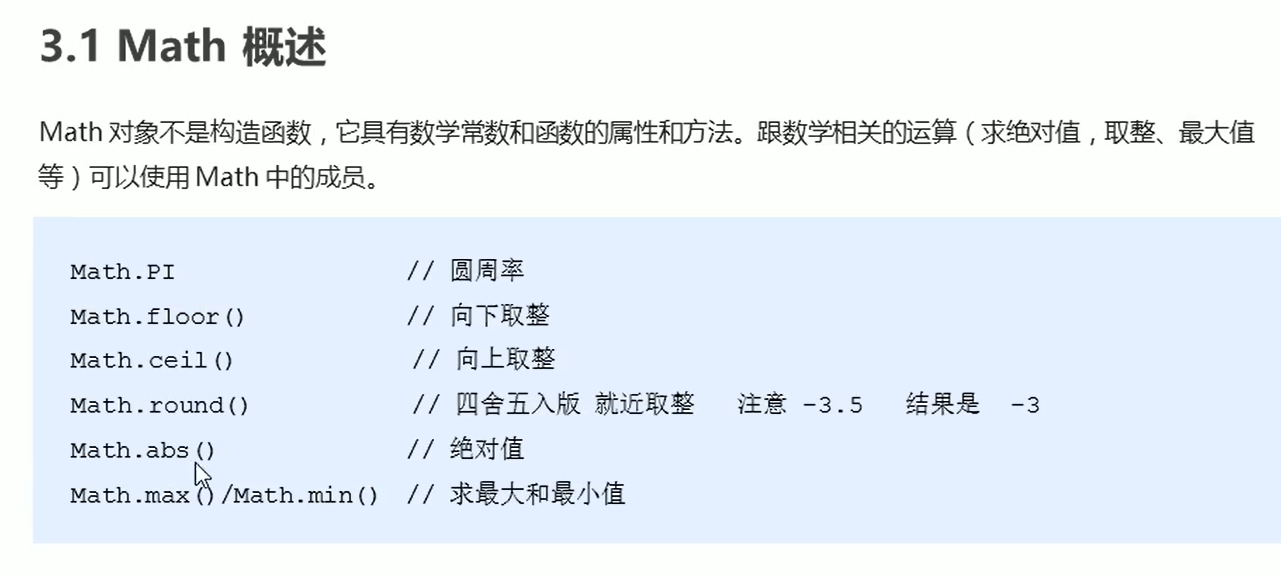 3.1 Math 概述
Math 对象不是构造函数，它具有数学常数和函数的属性和方法。跟数学相关的运算（求绝对值，取整、最大值
等）可以使用 Math 中的成员。
Math.PI // 圆周率
Math.floor() // 向下取整
Math.ceil() // 向上取整
Math.round() // 四舍五入版 就近取整 注意 -3.5 结果是 -3
Math.abs() // 绝对值
Math.max()/Math.min() // 求最大和最小值